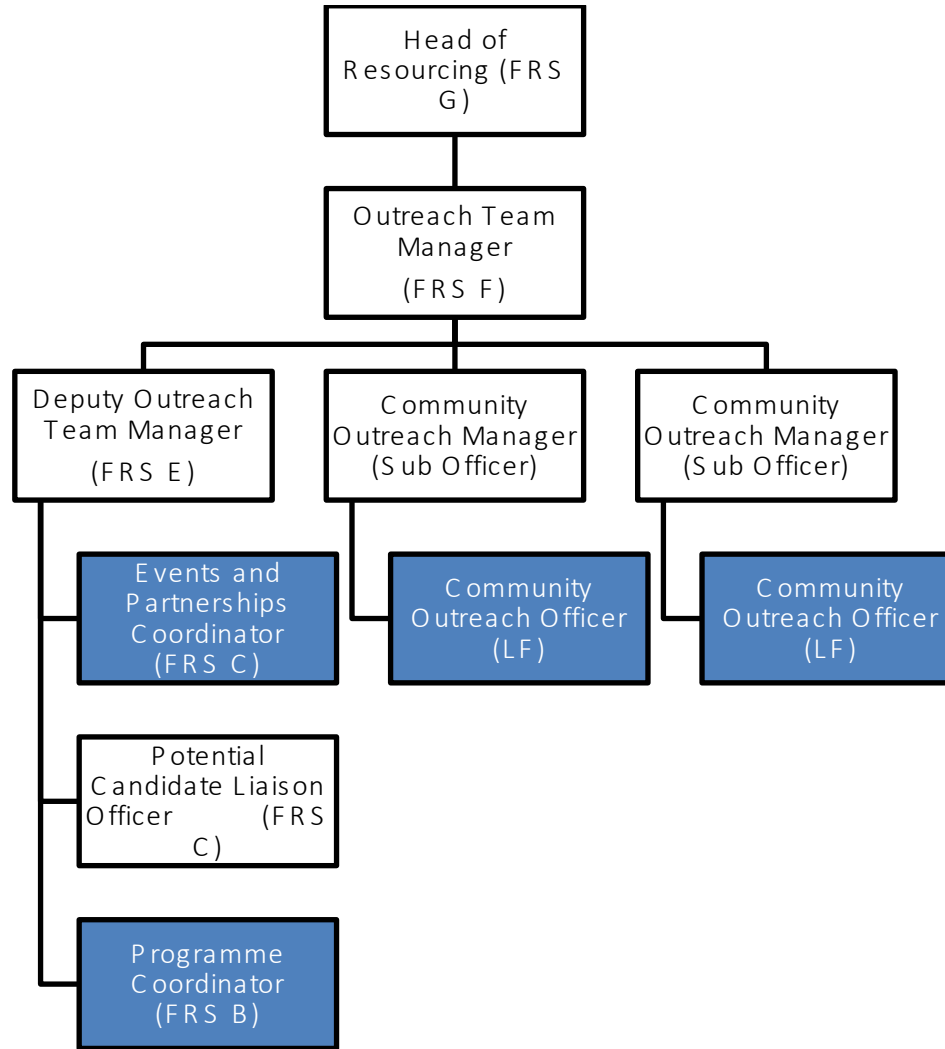 Head of
Resourcing (FRS
G)
Outreach Team
Manager
(FRS F)
Deputy Outreach
Team Manager
(FRS E)
Community
Outreach Manager
(Sub Officer)
Community
Outreach Manager
(Sub Officer)
Events and
Partnerships
Coordinator
(FRS C)
Community
Outreach Officer
(LF)
Community
Outreach Officer
(LF)
Potential
Candidate Liaison
Officer (FRS
C)
Programme
Coordinator
(FRS B)